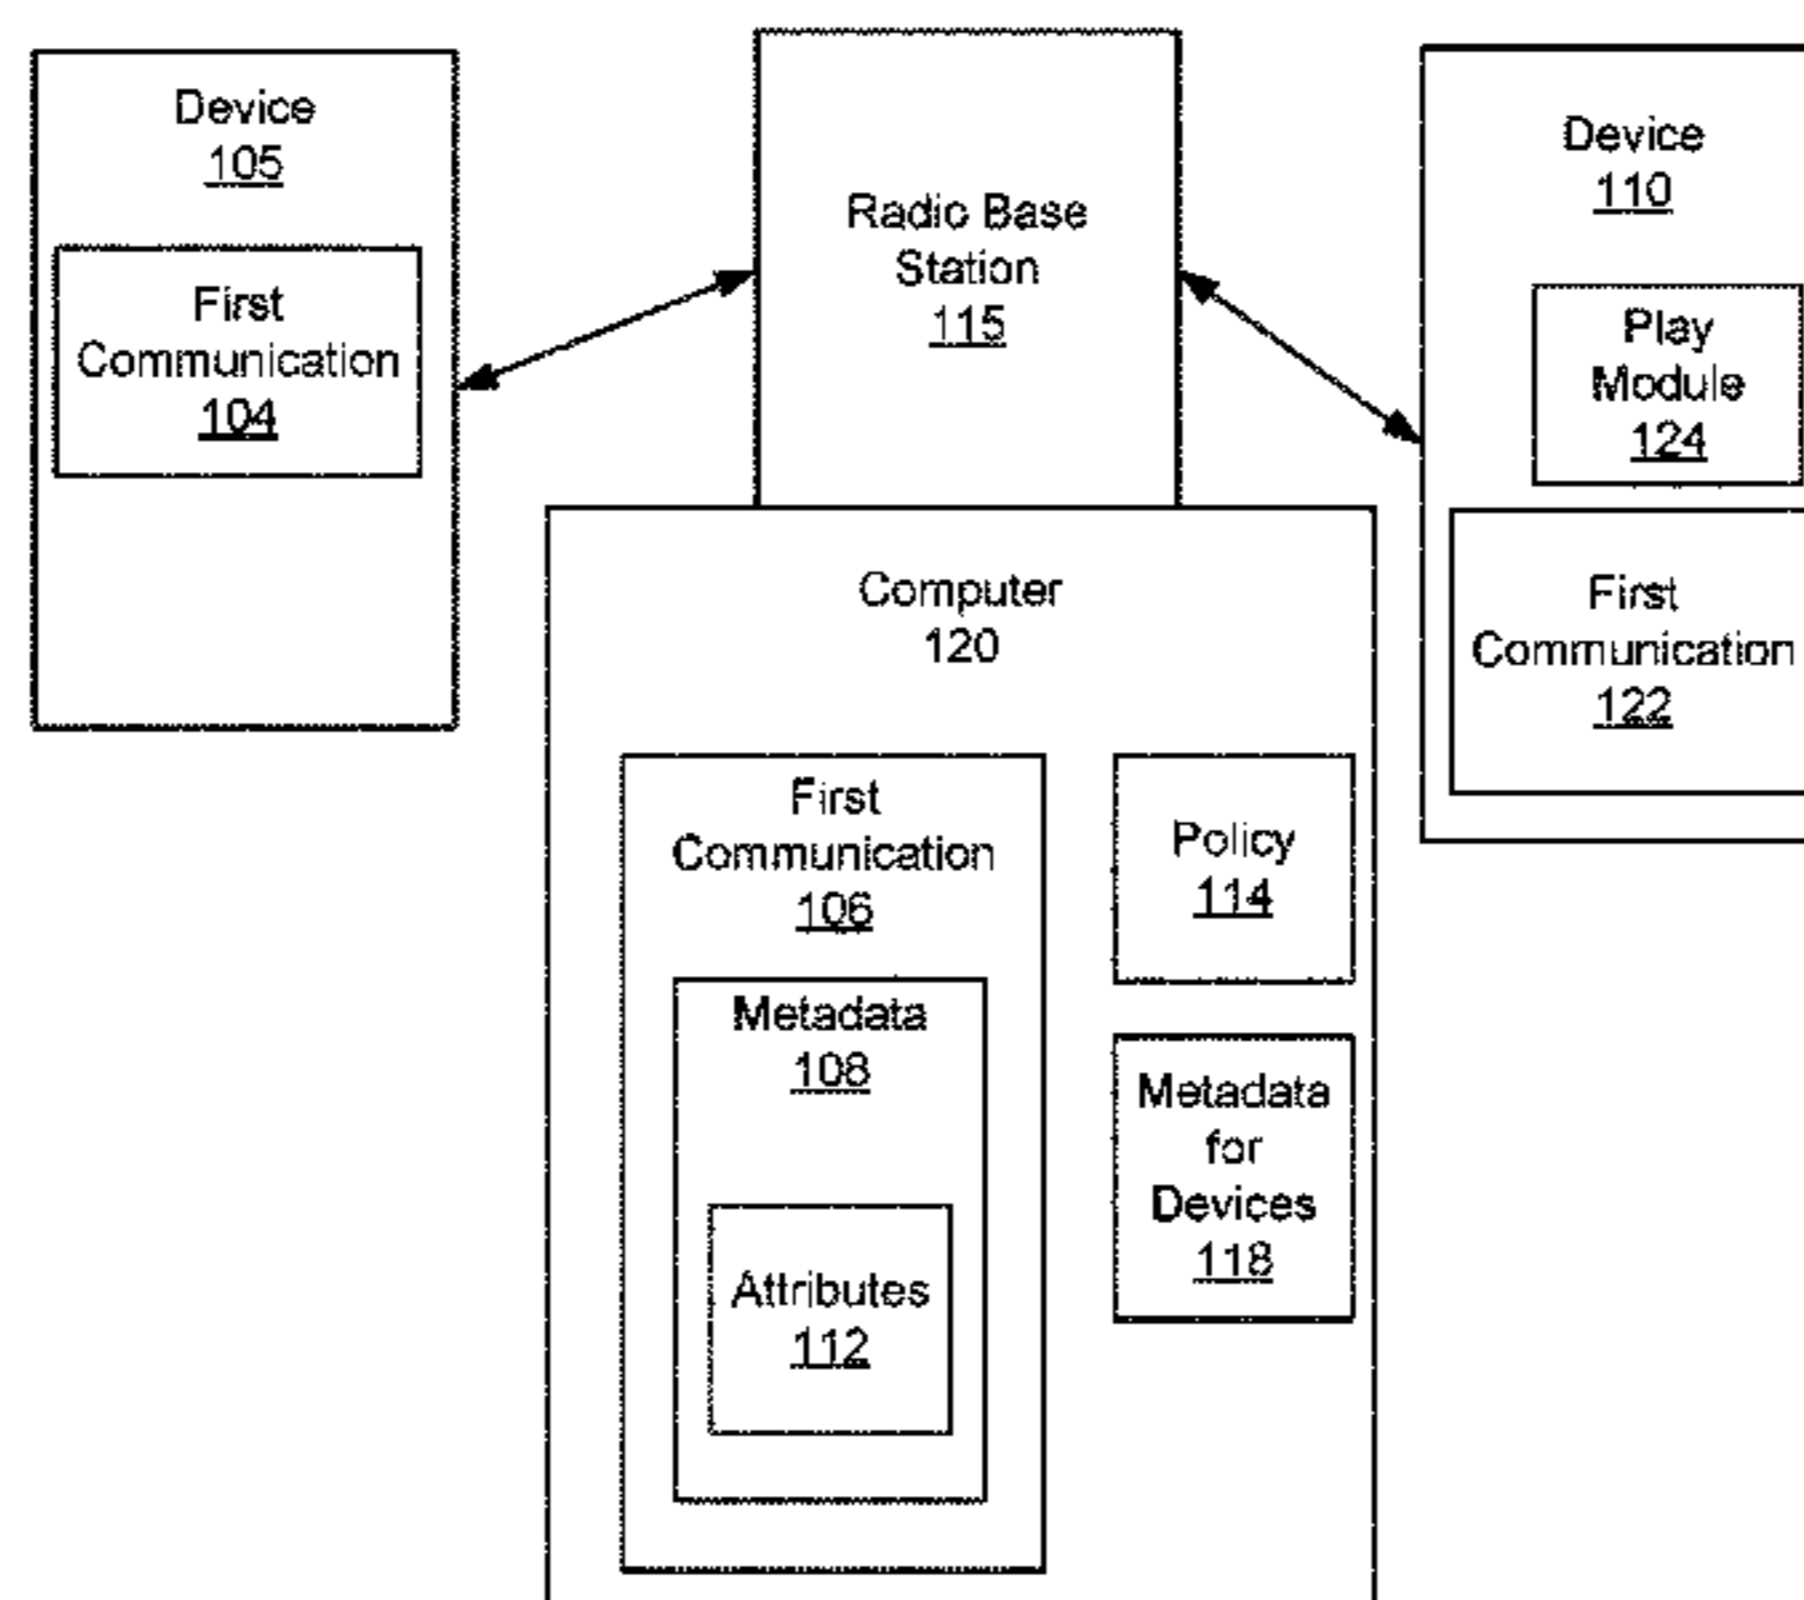 Device
105
First
Communication
104
Radio Base
Station
115
Device
110
Play
Module
124
First
Communication
122
Computer
120
First
Communication
106
Metadata
108
Attributes
112
Policy
114
Metadata
for
Devices
118